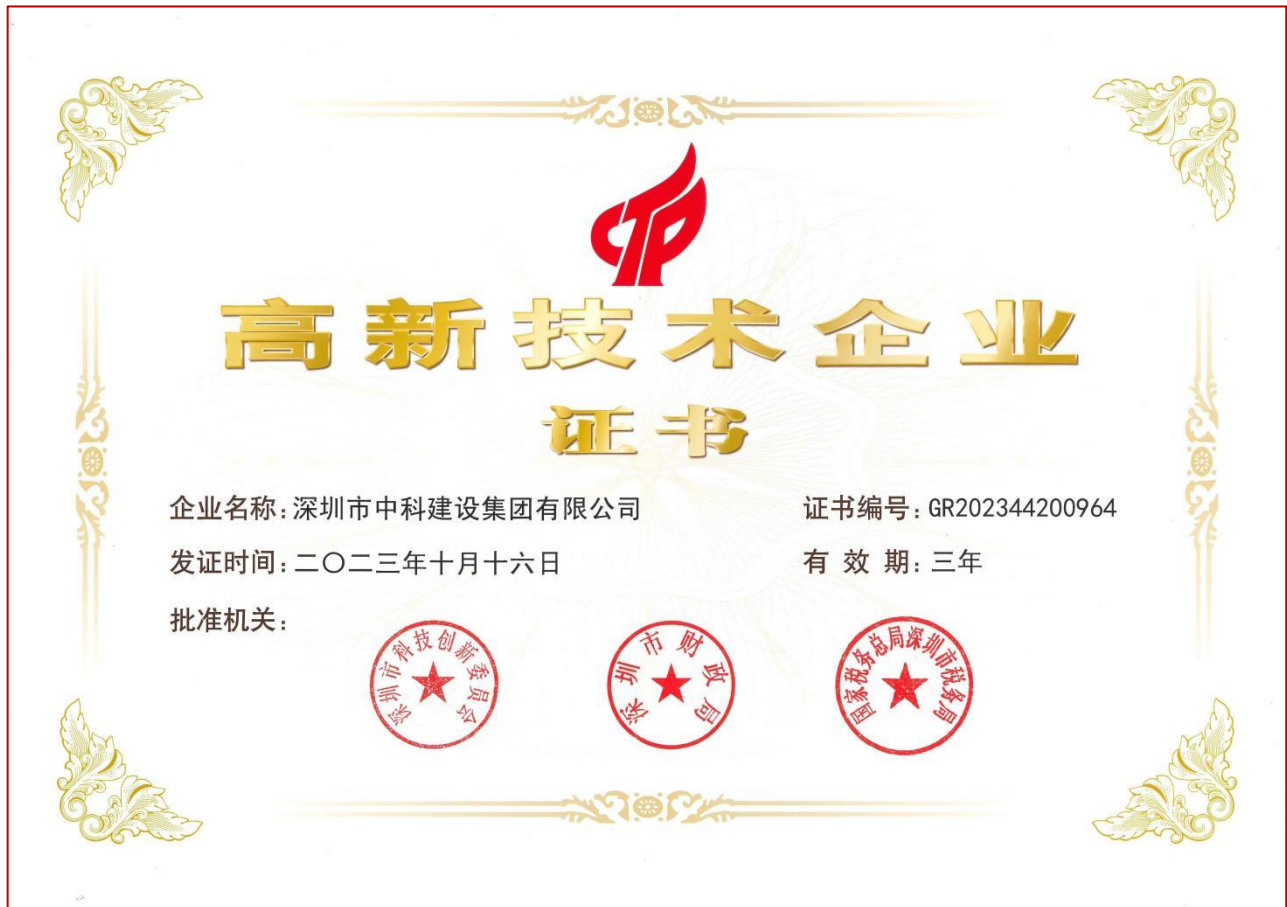 高新技术企业
证书
企业名称：深圳市中科建设集团有限公司
证书编号：GR202344200964
发证时间：二〇二三年十月十六日
有效期：三年
批准机关：
深圳市科技创新委员会
深圳市财政局
国家税务总局深圳市税务局